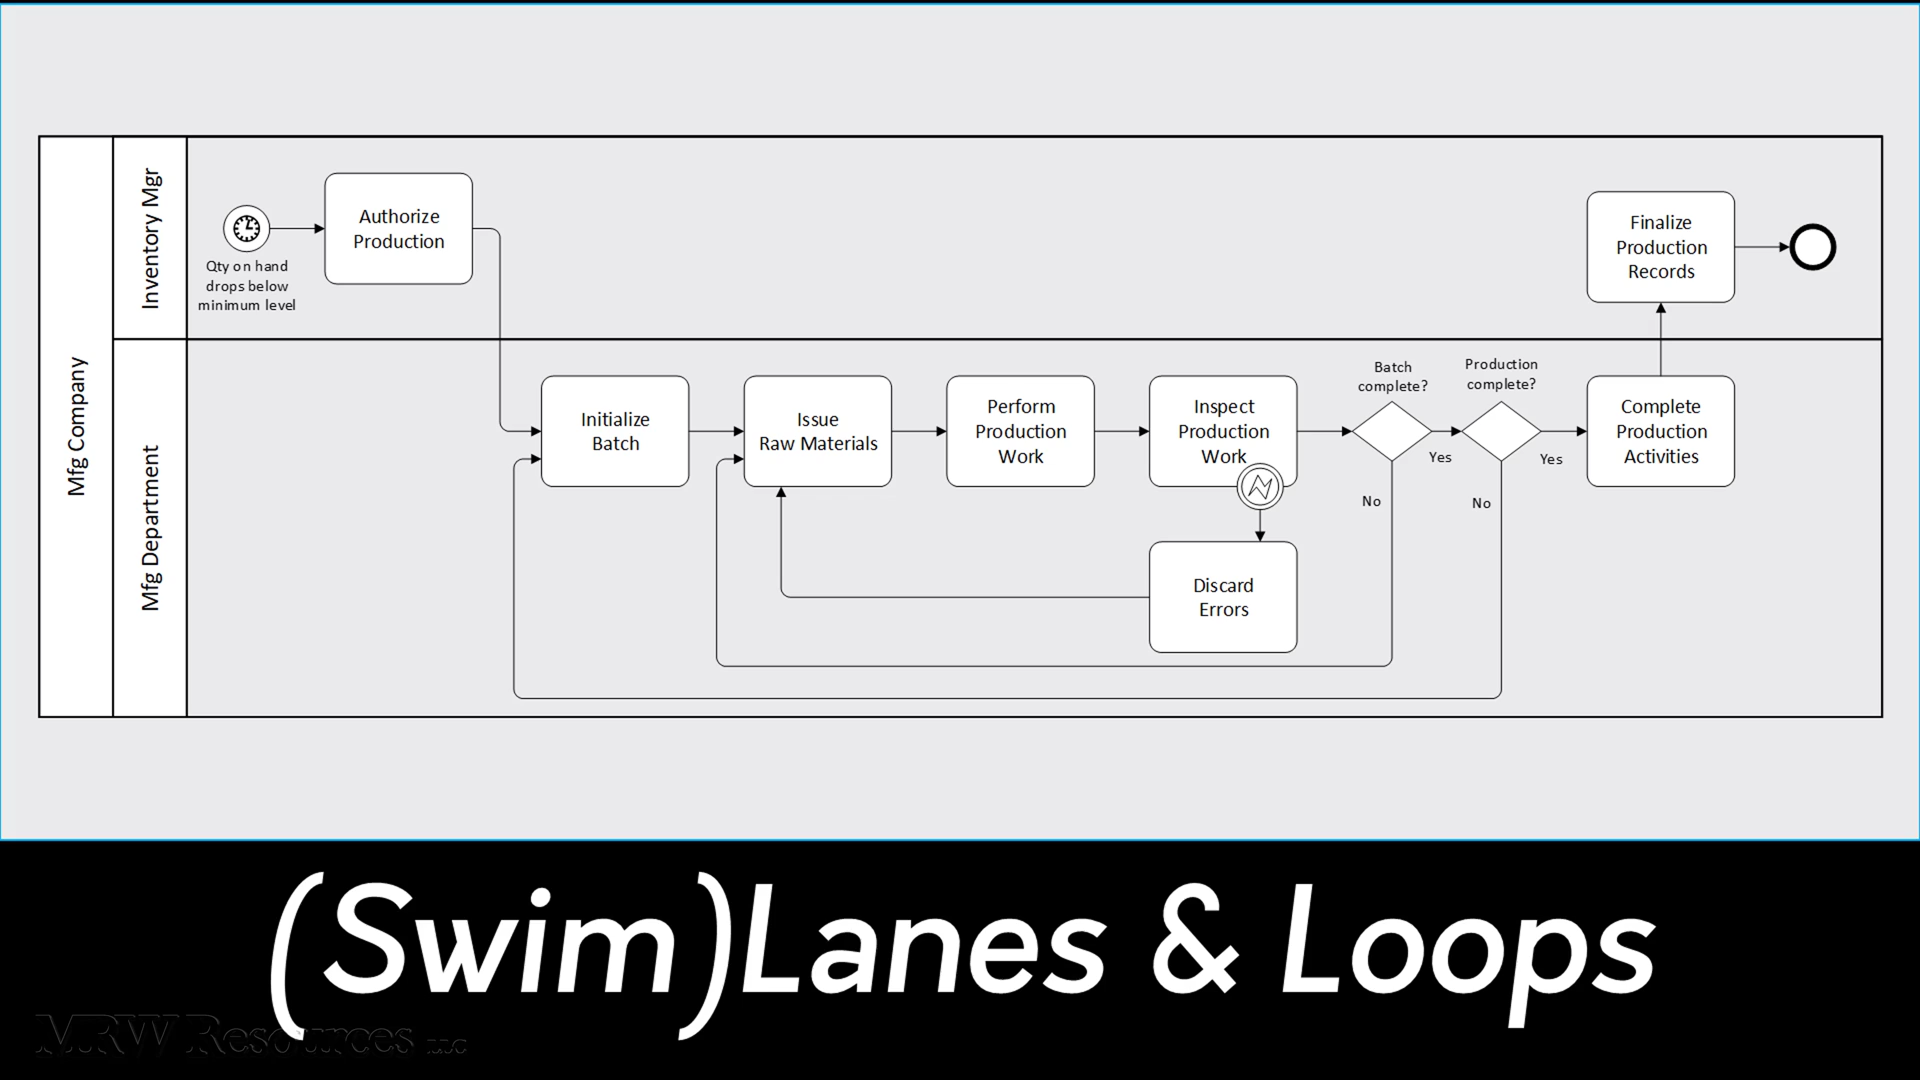 Mfg Company
Inventory Mgr
Mfg Department
Qty on hand
drops below
minimum level
Authorize
Production
Finalize
Production
Records
Initialize
Batch
Issue
Raw Materials
Perform
Production
Work
Inspect
Production
Work
Batch
complete?
Yes
No
Production
complete?
Yes
No
Complete
Production
Activities
Discard
Errors
(Swim)Lanes & Loops
MRW Resources LLC